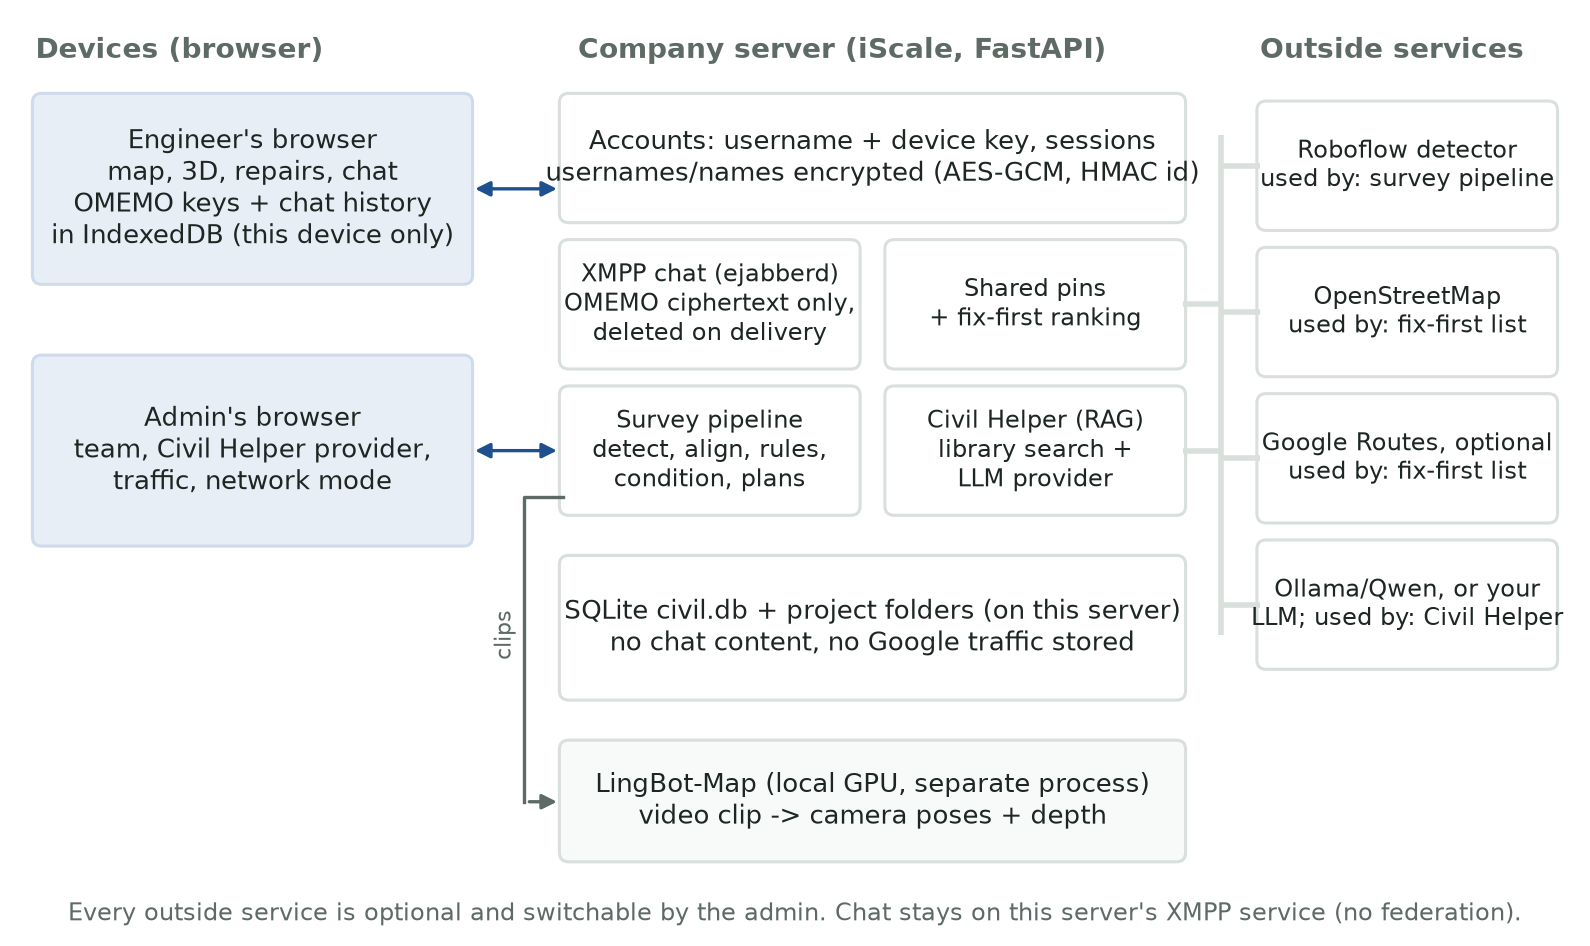 Devices (browser)
Company server (iScale, FastAPI)
Outside services
Engineer's browser
map, 3D, repairs, chat
OMEMO keys + chat history
in IndexedDB (this device only)
Admin's browser
team, Civil Helper provider,
traffic, network mode
Accounts: username + device key, sessions
usernames/names encrypted (AES-GCM, HMAC id)
XMPP chat (ejabberd)
OMEMO ciphertext only,
deleted on delivery
Shared pins
+ fix-first ranking
Survey pipeline
detect, align, rules,
condition, plans
Civil Helper (RAG)
library search +
LLM provider
clips
SQLite civil.db + project folders (on this server)
no chat content, no Google traffic stored
LingBot-Map (local GPU, separate process)
video clip -> camera poses + depth
Roboflow detector
used by: survey pipeline
OpenStreetMap
used by: fix-first list
Google Routes, optional
used by: fix-first list
Ollama/Qwen, or your
LLM; used by: Civil Helper
Every outside service is optional and switchable by the admin. Chat stays on this server's XMPP service (no federation).